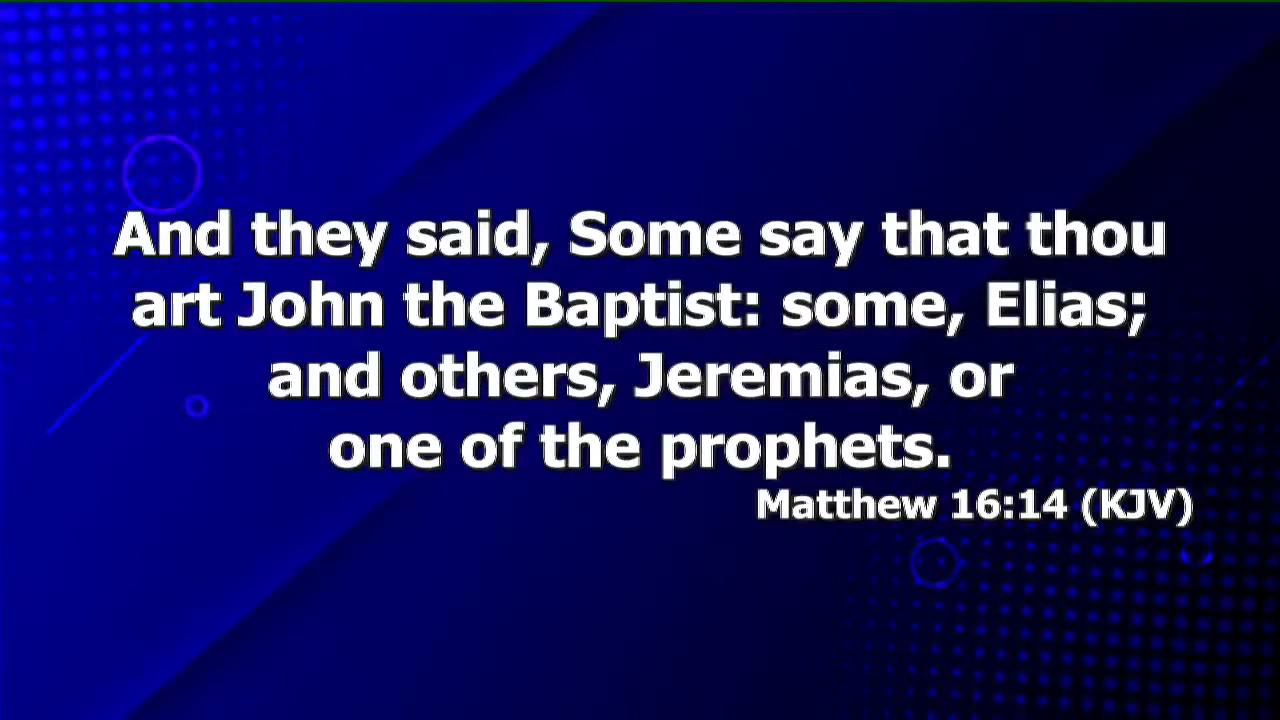 And they said, Some say that thou
art John the Baptist: some, Elias;
and others, Jeremias, or
one of the prophets.
Matthew 16:14 (KJV)